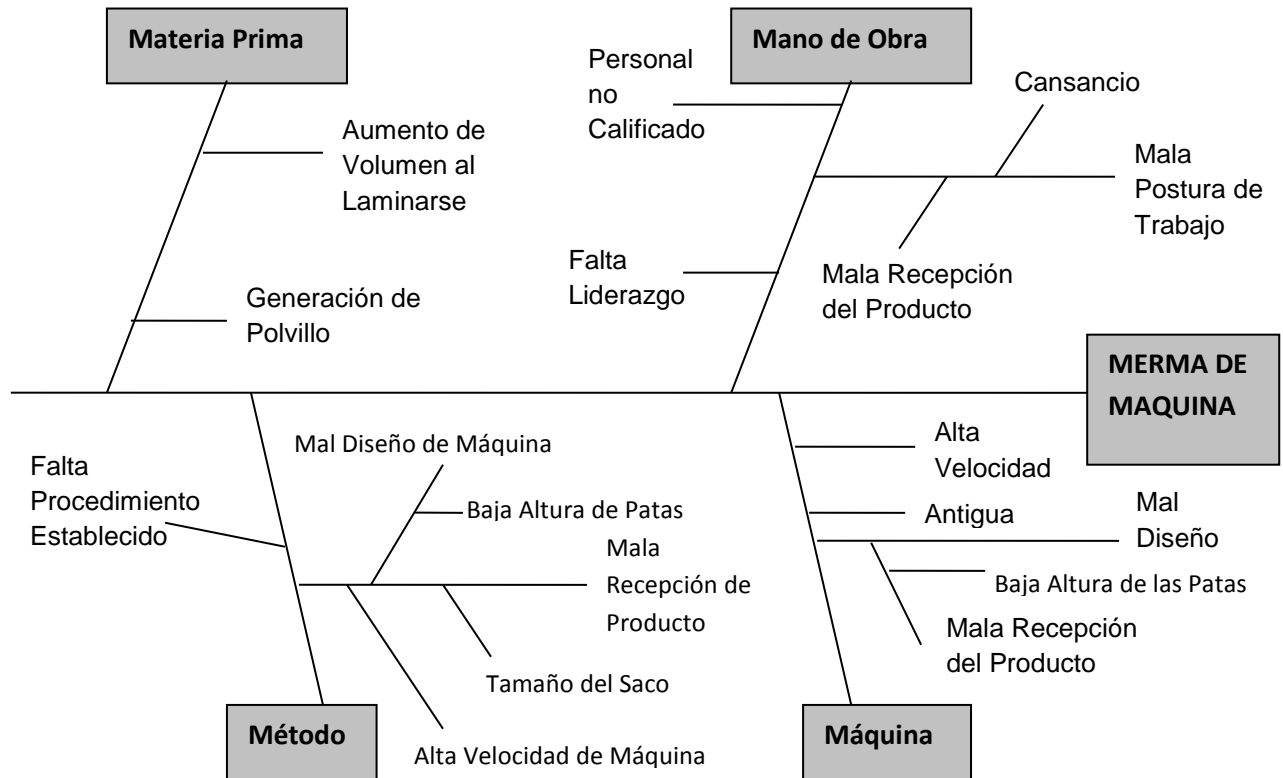 Materia Prima
Aumento de
Volumen al
Laminarse
Generación de
Polvillo
Mano de Obra
Personal
no
Calificado
Cansancio
Mala
Postura de
Trabajo
Falta
Liderazgo
Mala Recepción
del Producto
MERMA DE
MAQUINA
Falta
Procedimiento
Establecido
Mal Diseño de Máquina
Baja Altura de Patas
Mala
Recepción de
Producto
Tamaño del Saco
Alta Velocidad de Máquina
Método
Alta
Velocidad
Antigua
Mal
Diseño
Baja Altura de las Patas
Mala Recepción
del Producto
Máquina